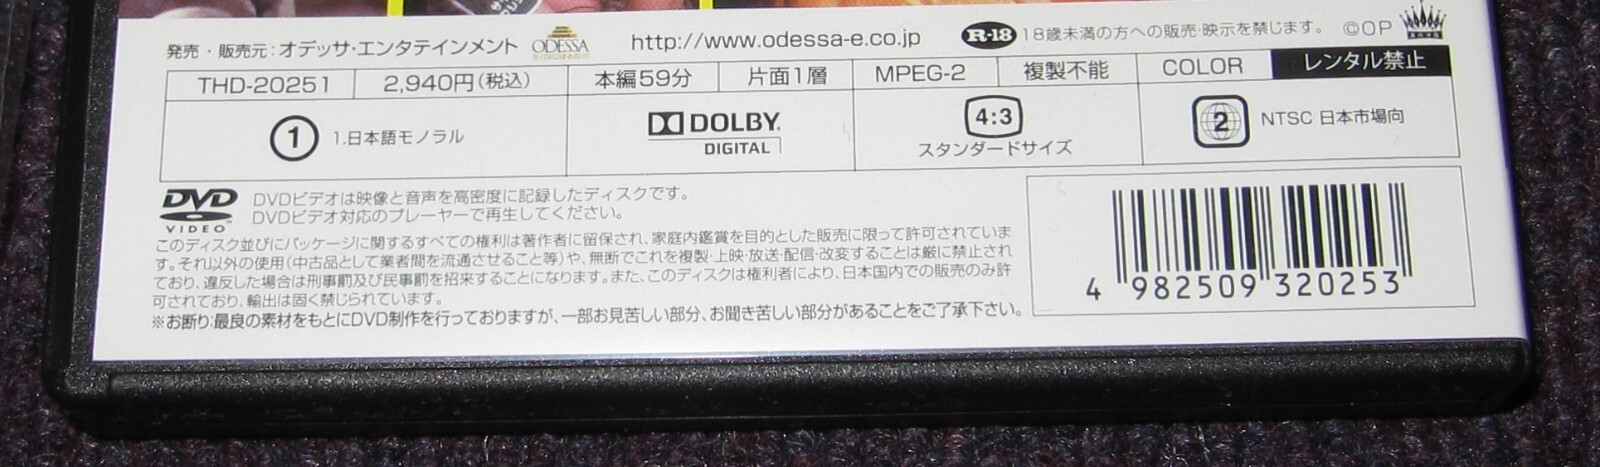 発売・販売元：オデッサ・エンタテインメント ODESSA http://www.odessa-e.co.jp R-18 18歳未満の方への販売・映示を禁じます。 ©OP
THD-20251 2,940円(税込) 本編59分 片面1層 MPEG-2 複製不能 COLOR レンタル禁止
1 1.日本語モノラル DOLBY DIGITAL 4:3 スタンダードサイズ 2 NTSC 日本市場向
DVD VIDEO
DVDビデオは映像と音声を高密度に記録したディスクです。
DVDビデオ対応のプレーヤーで再生してください。
このディスク並びにパッケージに関するすべての権利は著作者に留保され、家庭内鑑賞を目的とした販売に限って許可されていま
す。それ以外の使用(中古品として業者間を流通させること等)や、無断でこれを複製・上映・放送・配信・改変することは厳に禁止され
ており、違反した場合は刑事罰及び民事罰を招来することになります。また、このディスクは権利者により、日本国内での販売のみ許
可されており、輸出は固く禁じられています。
※お断り：最良の素材をもとにDVD制作を行っておりますが、一部お見苦しい部分、お聞き苦しい部分があることをご了承下さい。
4 982509 320253